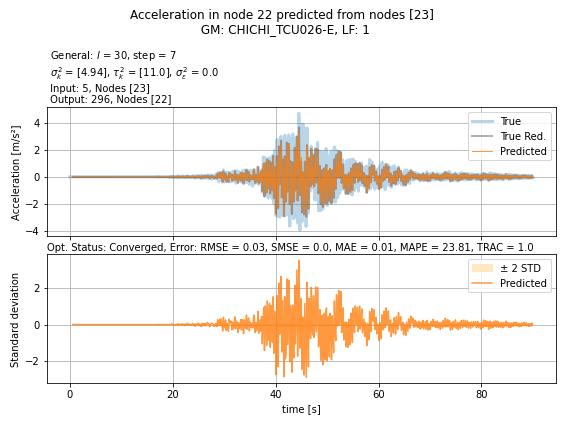 Acceleration in node 22 predicted from nodes [23]
GM: CHICHI_TCU026-E, LF: 1
General: l = 30, step = 7
σ²_k = [4.94], τ²_k = [11.0], σ²_ε = 0.0
Input: 5, Nodes [23]
Output: 296, Nodes [22]
Acceleration [m/s²]
4
2
0
−2
−4
True
True Red.
Predicted
Opt. Status: Converged, Error: RMSE = 0.03, SMSE = 0.0, MAE = 0.01, MAPE = 23.81, TRAC = 1.0
Standard deviation
2
0
−2
± 2 STD
Predicted
0 20 40 60 80
time [s]